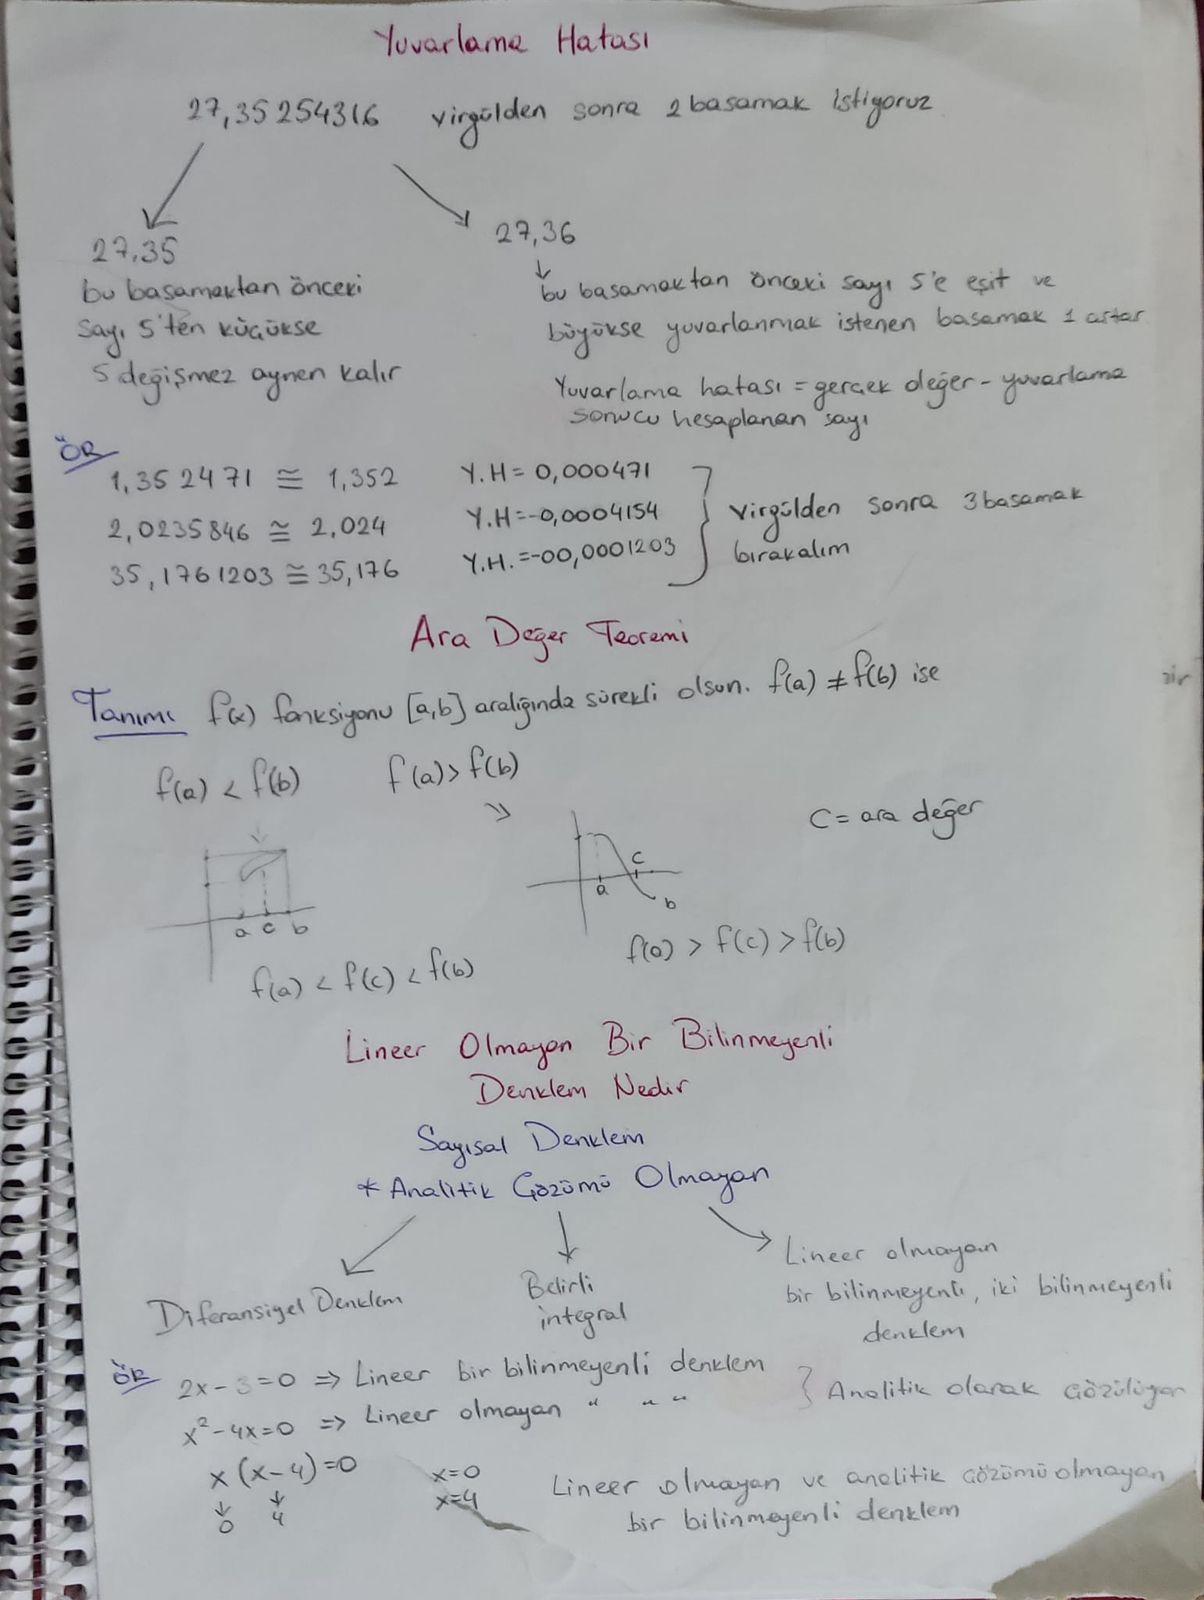 Yuvarlama Hatası
27,35254316 virgülden sonra 2 basamak istiyoruz
27,35
bu basamaktan önceki
sayı 5'ten küçükse
5 değişmez aynen kalır
27,36
bu basamaktan önceki sayı 5'e eşit ve
büyükse yuvarlanmak istenen basamak 1 artar
Yuvarlama hatası = gerçek değer - yuvarlama
sonucu hesaplanan sayı
ÖR
1,352471 ≅ 1,352 Y.H = 0,000471
2,0235846 ≅ 2,024 Y.H = -0,0004154
35,1761203 ≅ 35,176 Y.H. = -00,0001203
virgülden sonra 3 basamak
bırakalım
Ara Değer Teoremi
Tanımı f(x) fonksiyonu [a,b] aralığında sürekli olsun. f(a) ≠ f(b) ise
f(a) < f(b) f(a) > f(b)
C = ara değer
a c b
a c b
f(a) < f(c) < f(b)
f(a) > f(c) > f(b)
Lineer Olmayan Bir Bilinmeyenli
Denklem Nedir
Sayısal Denklem
* Analitik Çözümü Olmayan
Diferansiyel Denklem
Belirli
integral
Lineer olmayan
bir bilinmeyenli, iki bilinmeyenli
denklem
ÖR 2x - 3 = 0 => Lineer bir bilinmeyenli denklem
x² - 4x = 0 => Lineer olmayan " " "
} Analitik olarak çözülüyor
x (x - 4) = 0
0 4
x = 0
x = 4
Lineer olmayan ve analitik çözümü olmayan
bir bilinmeyenli denklem